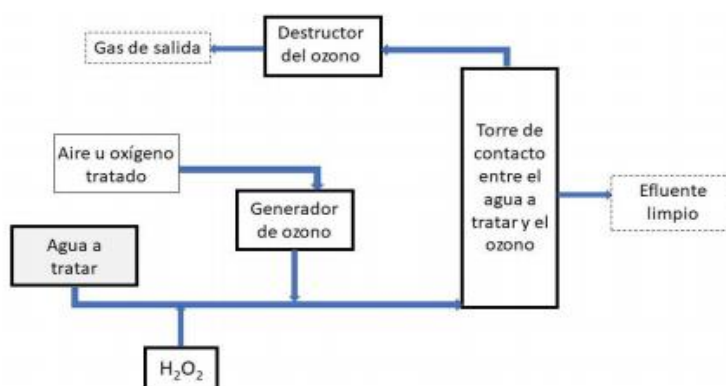 Gas de salida
Destructor
del ozono
Aire u oxígeno
tratado
Generador
de ozono
Torre de
contacto
entre el
agua a
tratar y el
ozono
Efluente
limpio
Agua a
tratar
H₂O₂